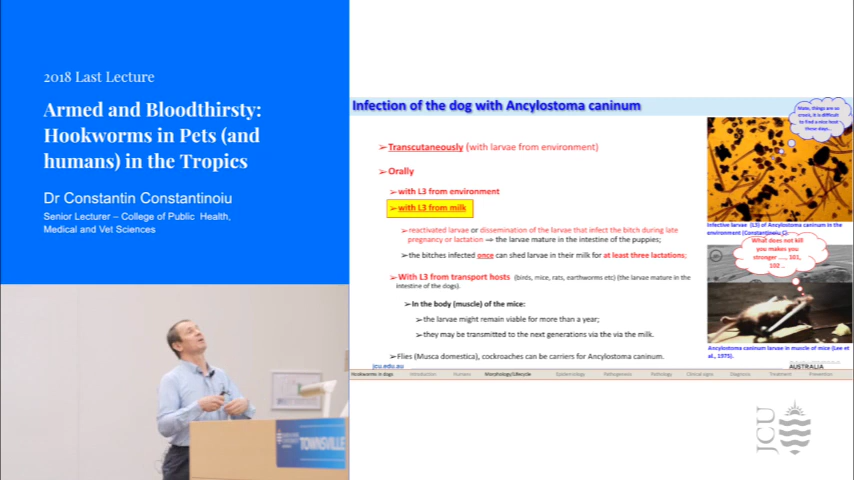 2018 Last Lecture
Armed and Bloodthirsty:
Hookworms in Pets (and
humans) in the Tropics
Dr Constantin Constantinoiu
Senior Lecturer – College of Public Health,
Medical and Vet Sciences
TOWNSVILLE
Infection of the dog with Ancylostoma caninum
➢Transcutaneously (with larvae from environment)
➢Orally
➢with L3 from environment
➢with L3 from milk
➢reactivated larvae or dissemination of the larvae that infect the bitch during late
pregnancy or lactation ⇒ the larvae mature in the intestine of the puppies;
➢the bitches infected once can shed larvae in their milk for at least three lactations;
➢With L3 from transport hosts (birds, mice, rats, earthworms etc) (the larvae mature in the
intestine of the dogs).
➢In the body (muscle) of the mice:
➢the larvae might remain viable for more than a year;
➢they may be transmitted to the next generations via the via the milk.
➢Flies (Musca domestica), cockroaches can be carriers for Ancylostoma caninum.
Mate, things are so
it is difficult
to find a nice host
these days...
Infective larvae (L3) of Ancylostoma caninum in the
environment (Constantinoiu C)
What does not kill
you makes you
stronger ...., 101,
102 ..
Ancylostoma caninum larvae in muscle of mice (Lee et
al., 1975).
jcu.edu.au
AUSTRALIA
Hookworms in dogs Introduction Humans Morphology/Lifecycle Epidemiology Pathogenesis Pathology Clinical signs Diagnosis Treatment Prevention
JCU